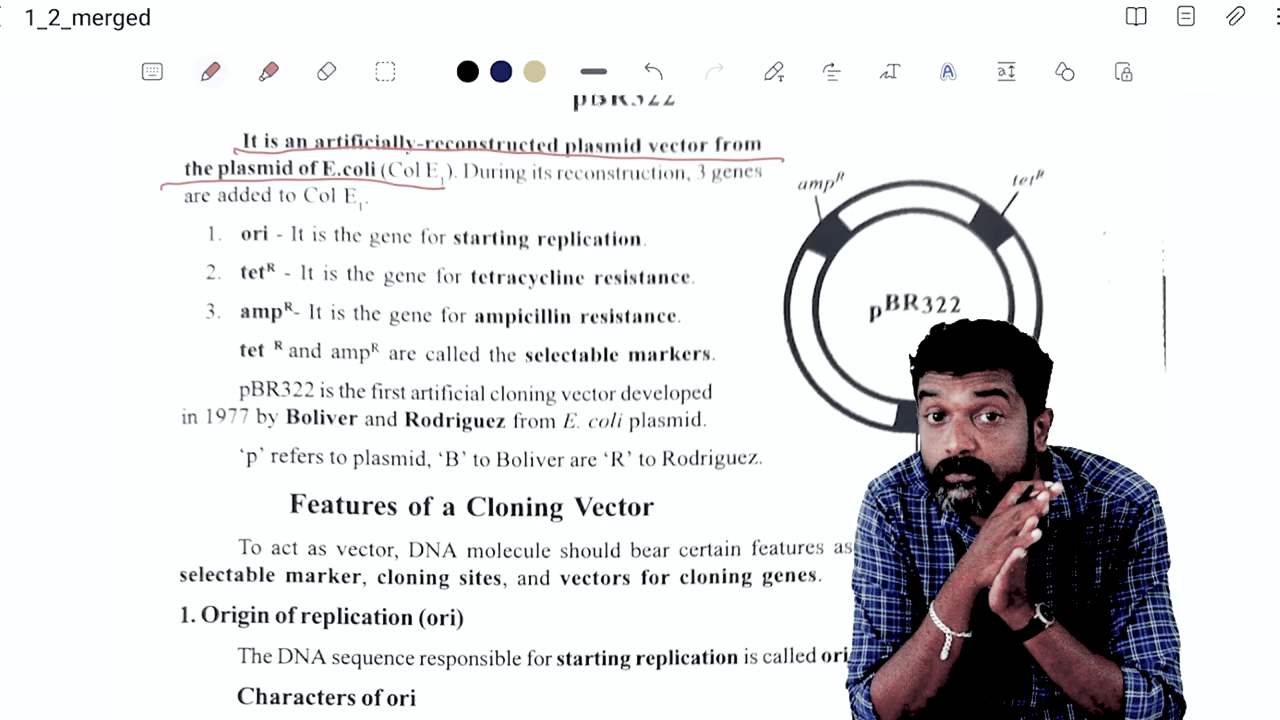 1_2_merged
pBR322
It is an artificially-reconstructed plasmid vector from
the plasmid of E.coli (Col E₁). During its reconstruction, 3 genes
are added to Col E₁.
1. ori - It is the gene for starting replication.
2. tetᴿ - It is the gene for tetracycline resistance.
3. ampᴿ- It is the gene for ampicillin resistance.
tet ᴿ and ampᴿ are called the selectable markers.
pBR322 is the first artificial cloning vector developed
in 1977 by Boliver and Rodriguez from E. coli plasmid.
‘p’ refers to plasmid, ‘B’ to Boliver are ‘R’ to Rodriguez.
ampᴿ
tetᴿ
pBR322
Features of a Cloning Vector
To act as vector, DNA molecule should bear certain features as
selectable marker, cloning sites, and vectors for cloning genes.
1. Origin of replication (ori)
The DNA sequence responsible for starting replication is called ori
Characters of ori